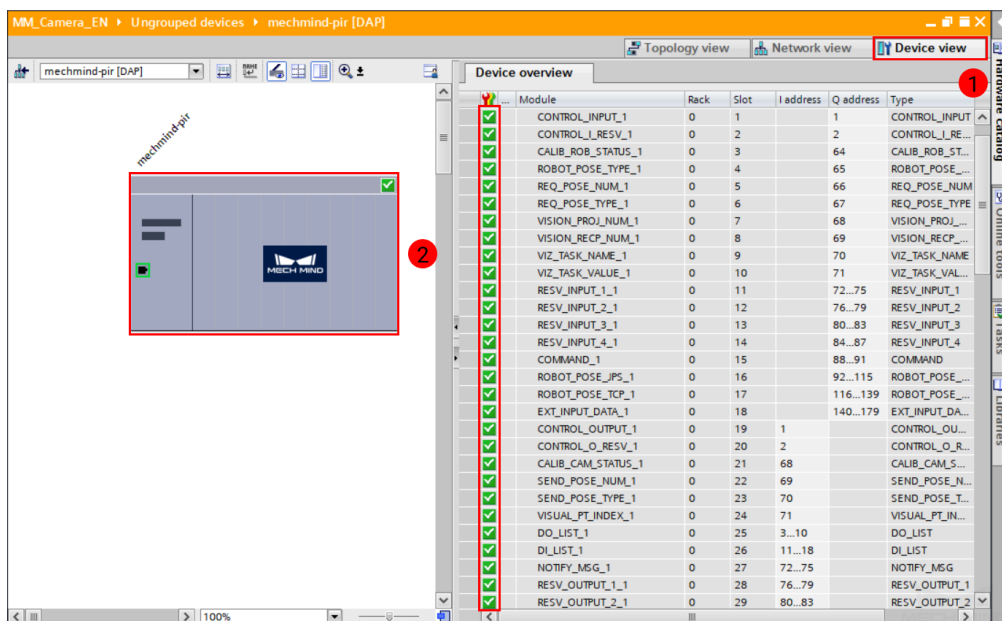 MM_Camera_EN ▸ Ungrouped devices ▸ mechmind-pir [DAP]
Topology view Network view Device view
mechmind-pir [DAP]
Device overview
1
... Module Rack Slot I address Q address Type
CONTROL_INPUT_1 0 1 1 CONTROL_INPUT
CONTROL_I_RESV_1 0 2 2 CONTROL_I_RE...
CALIB_ROB_STATUS_1 0 3 64 CALIB_ROB_ST...
ROBOT_POSE_TYPE_1 0 4 65 ROBOT_POSE_...
REQ_POSE_NUM_1 0 5 66 REQ_POSE_NUM
REQ_POSE_TYPE_1 0 6 67 REQ_POSE_TYPE
VISION_PROJ_NUM_1 0 7 68 VISION_PROJ_...
VISION_RECP_NUM_1 0 8 69 VISION_RECP_...
VIZ_TASK_NAME_1 0 9 70 VIZ_TASK_NAME
VIZ_TASK_VALUE_1 0 10 71 VIZ_TASK_VAL...
RESV_INPUT_1_1 0 11 72...75 RESV_INPUT_1
RESV_INPUT_2_1 0 12 76...79 RESV_INPUT_2
RESV_INPUT_3_1 0 13 80...83 RESV_INPUT_3
RESV_INPUT_4_1 0 14 84...87 RESV_INPUT_4
COMMAND_1 0 15 88...91 COMMAND
ROBOT_POSE_JPS_1 0 16 92...115 ROBOT_POSE_...
ROBOT_POSE_TCP_1 0 17 116...139 ROBOT_POSE_...
EXT_INPUT_DATA_1 0 18 140...179 EXT_INPUT_DA...
CONTROL_OUTPUT_1 0 19 1 CONTROL_OU...
CONTROL_O_RESV_1 0 20 2 CONTROL_O_R...
CALIB_CAM_STATUS_1 0 21 68 CALIB_CAM_S...
SEND_POSE_NUM_1 0 22 69 SEND_POSE_N...
SEND_POSE_TYPE_1 0 23 70 SEND_POSE_T...
VISUAL_PT_INDEX_1 0 24 71 VISUAL_PT_IN...
DO_LIST_1 0 25 3...10 DO_LIST
DI_LIST_1 0 26 11...18 DI_LIST
NOTIFY_MSG_1 0 27 72...75 NOTIFY_MSG
RESV_OUTPUT_1_1 0 28 76...79 RESV_OUTPUT_1
RESV_OUTPUT_2_1 0 29 80...83 RESV_OUTPUT_2
mechmind-pir
MECH MIND
2
100%
Hardware catalog
Online tools
Tasks
Libraries